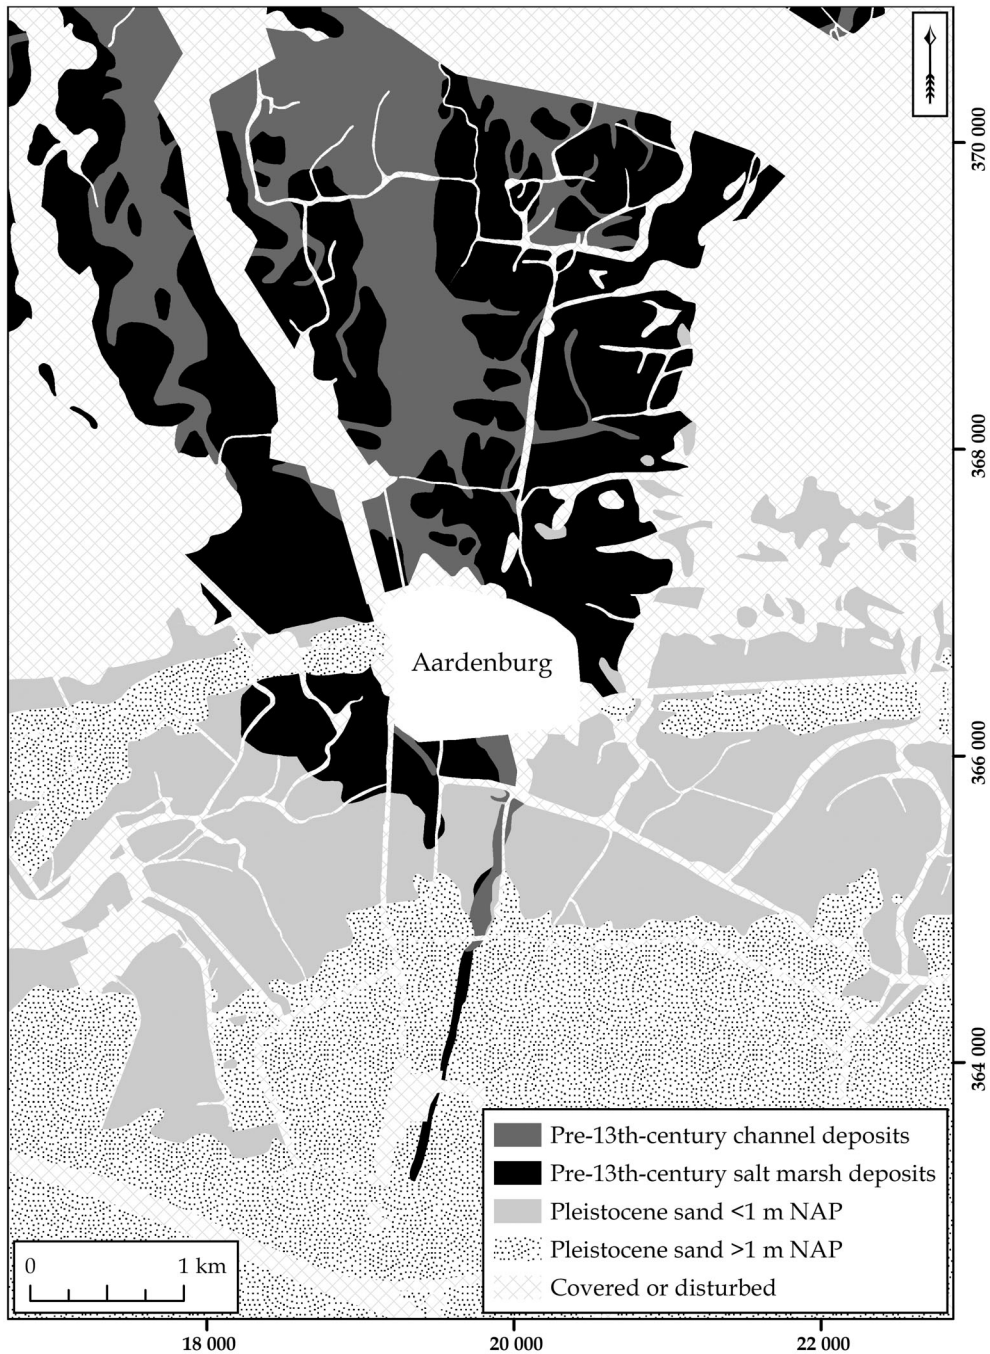 370 000
368 000
Aardenburg
366 000
364 000
Pre-13th-century channel deposits
Pre-13th-century salt marsh deposits
Pleistocene sand <1 m NAP
Pleistocene sand >1 m NAP
Covered or disturbed
0 1 km
18 000 20 000 22 000